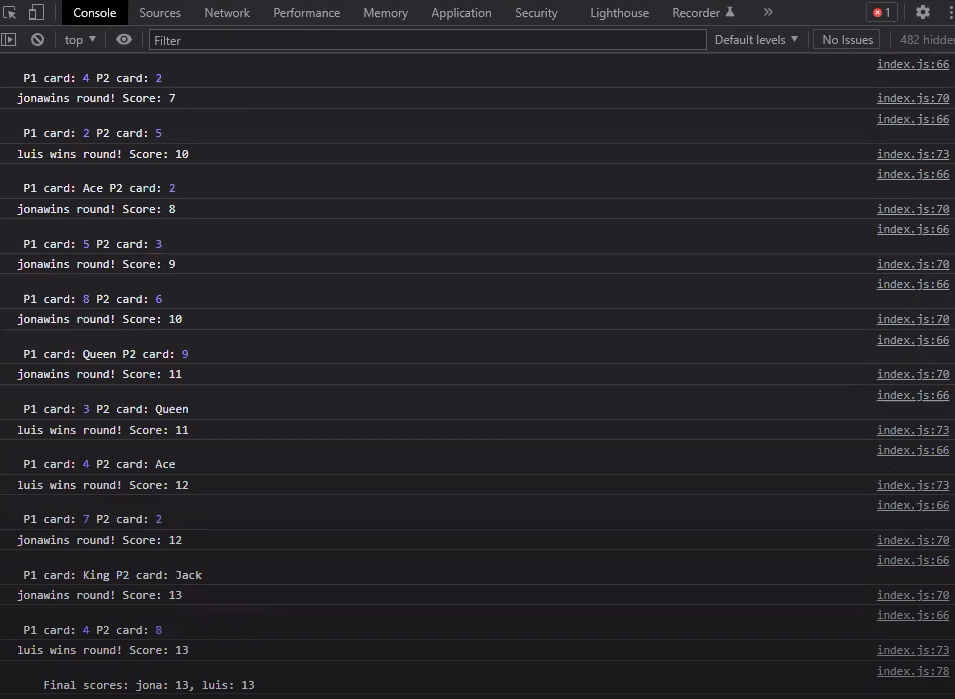 Console Sources Network Performance Memory Application Security Lighthouse Recorder 1
top Filter Default levels No Issues 482 hidden
index.js:66
P1 card: 4 P2 card: 2
jonawins round! Score: 7 index.js:70
index.js:66
P1 card: 2 P2 card: 5
luis wins round! Score: 10 index.js:73
index.js:66
P1 card: Ace P2 card: 2
jonawins round! Score: 8 index.js:70
index.js:66
P1 card: 5 P2 card: 3
jonawins round! Score: 9 index.js:70
index.js:66
P1 card: 8 P2 card: 6
jonawins round! Score: 10 index.js:70
index.js:66
P1 card: Queen P2 card: 9
jonawins round! Score: 11 index.js:70
index.js:66
P1 card: 3 P2 card: Queen
luis wins round! Score: 11 index.js:73
index.js:66
P1 card: 4 P2 card: Ace
luis wins round! Score: 12 index.js:73
index.js:66
P1 card: 7 P2 card: 2
jonawins round! Score: 12 index.js:70
index.js:66
P1 card: King P2 card: Jack
jonawins round! Score: 13 index.js:70
index.js:66
P1 card: 4 P2 card: 8
luis wins round! Score: 13 index.js:73
index.js:78
Final scores: jona: 13, luis: 13